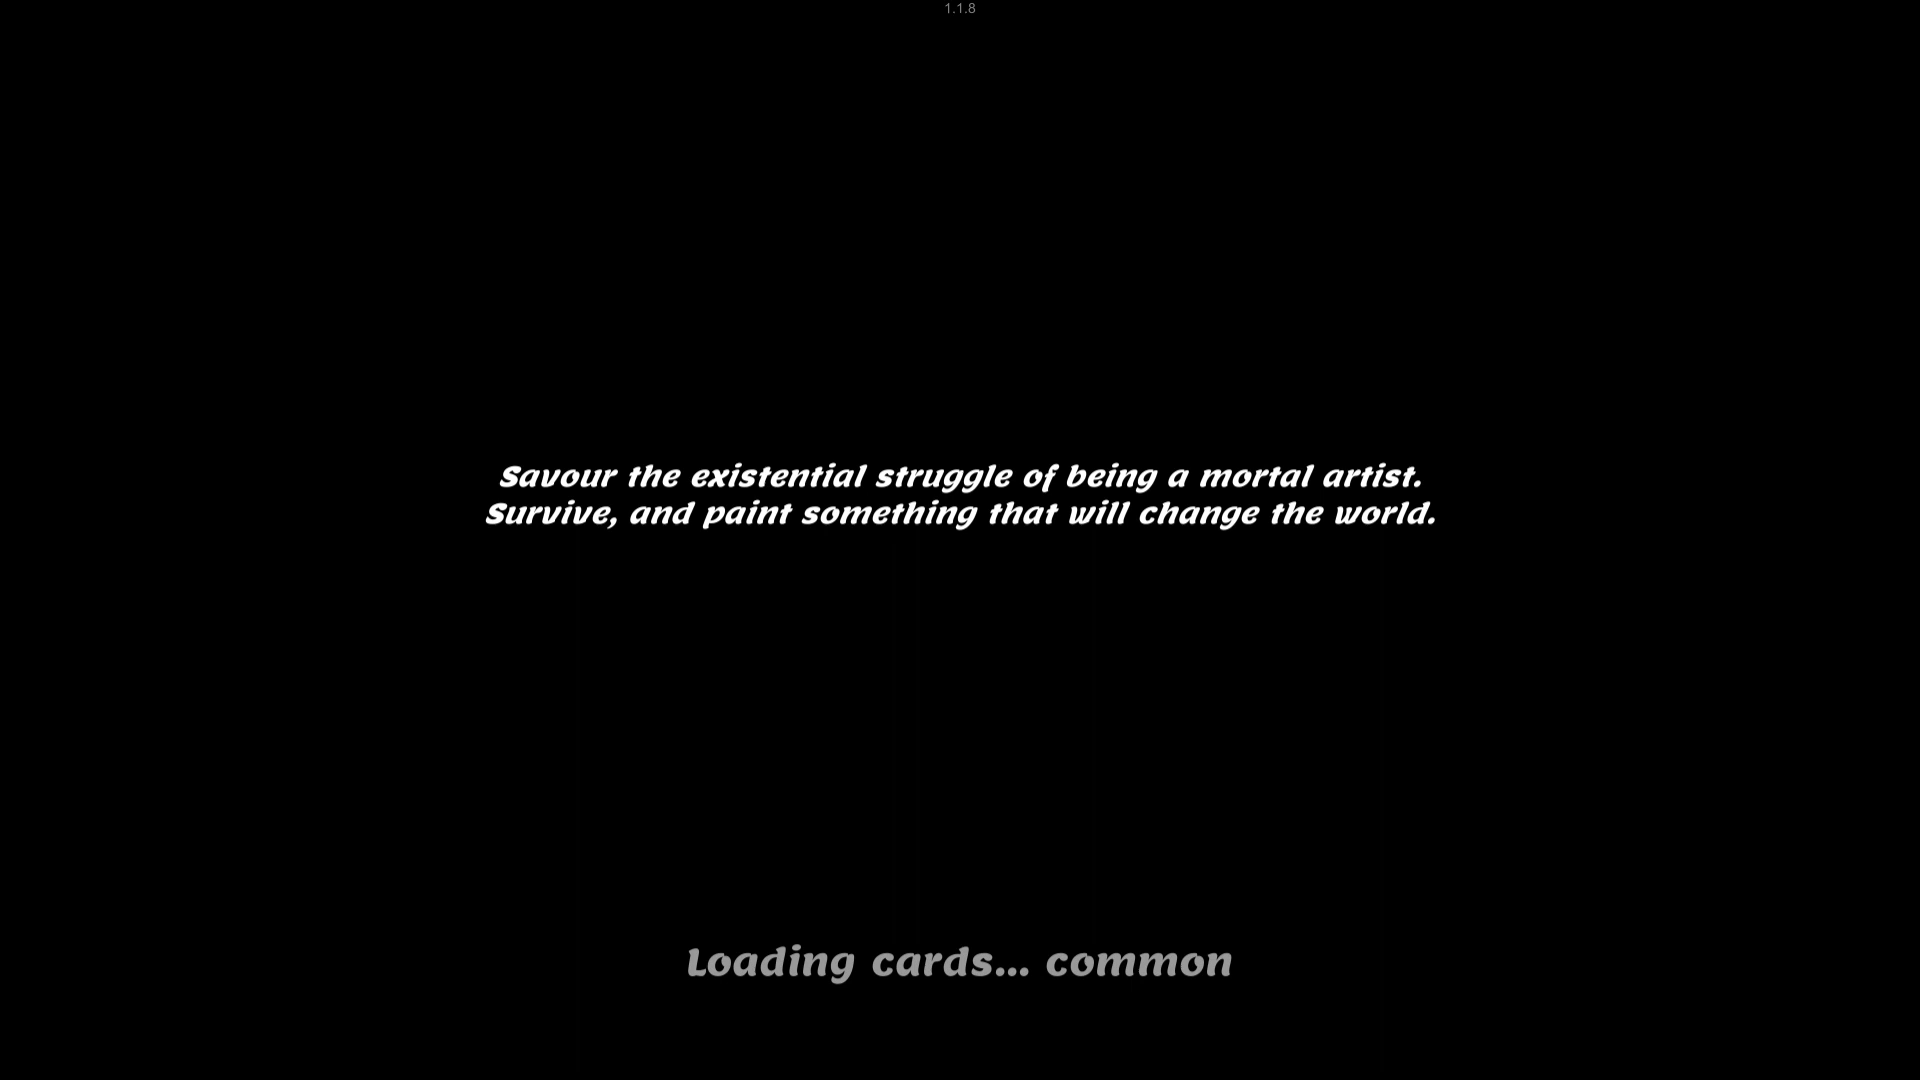 1.1.8
Savour the existential struggle of being a mortal artist.
Survive, and paint something that will change the world.
Loading cards... common